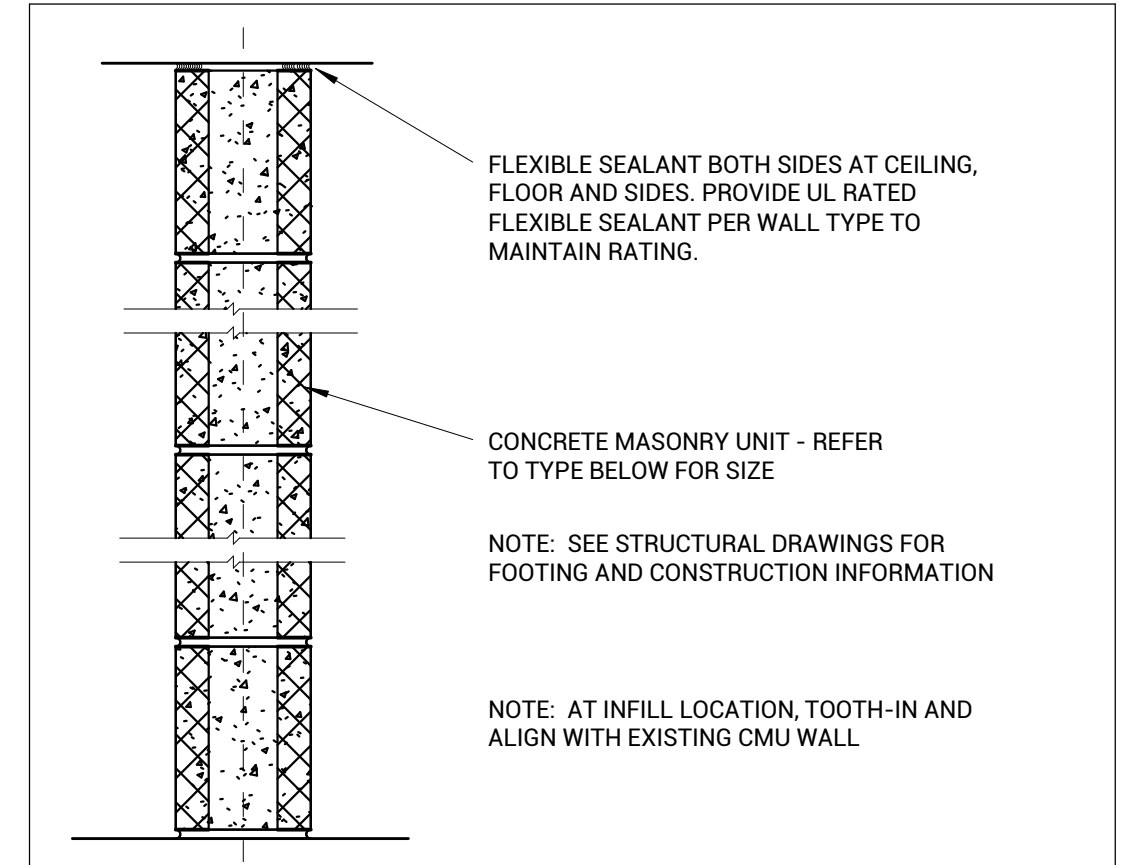 FLEXIBLE SEALANT BOTH SIDES AT CEILING,
FLOOR AND SIDES. PROVIDE UL RATED
FLEXIBLE SEALANT PER WALL TYPE TO
MAINTAIN RATING.
CONCRETE MASONRY UNIT - REFER
TO TYPE BELOW FOR SIZE
NOTE: SEE STRUCTURAL DRAWINGS FOR
FOOTING AND CONSTRUCTION INFORMATION
NOTE: AT INFILL LOCATION, TOOTH-IN AND
ALIGN WITH EXISTING CMU WALL